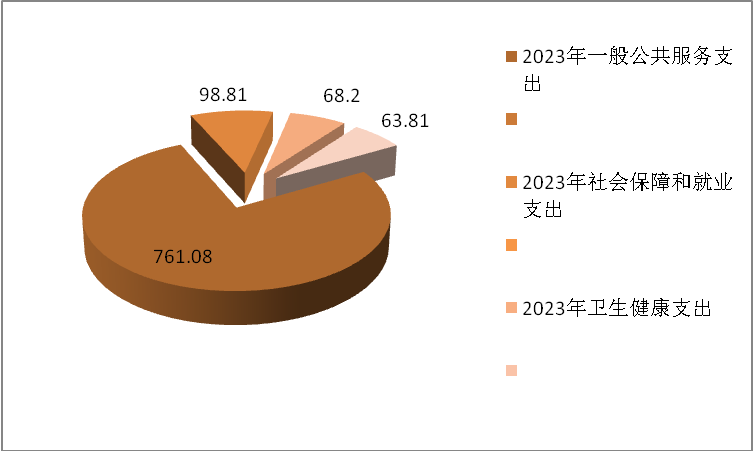 98.81
68.2
63.81
761.08
2023年一般公共服务支
出
2023年社会保障和就业
支出
2023年卫生健康支出